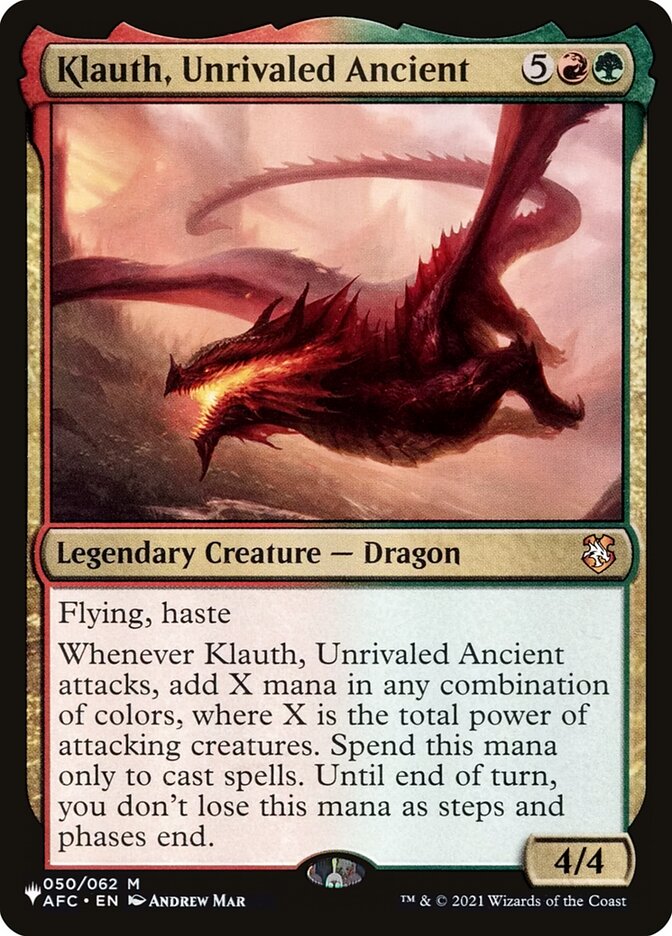 Klauth, Unrivaled Ancient 5
Legendary Creature — Dragon
Flying, haste
Whenever Klauth, Unrivaled Ancient
attacks, add X mana in any combination
of colors, where X is the total power of
attacking creatures. Spend this mana
only to cast spells. Until end of turn,
you don't lose this mana as steps and
phases end.
4/4
050/062 M
AFC • EN Andrew Mar
™ & © 2021 Wizards of the Coast